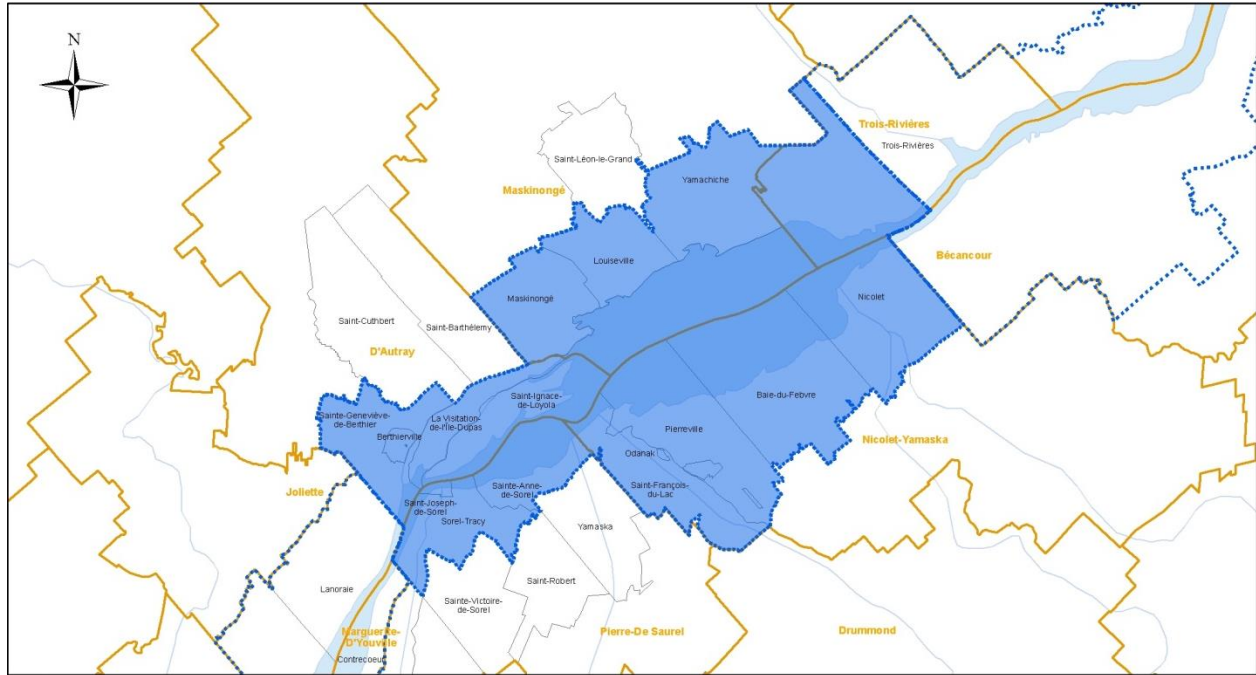 N
Trois-Rivières
Trois-Rivières
Saint-Léon-le-Grand
Yamachiche
Maskinongé
Bécancour
Louiseville
Maskinongé
Nicolet
Saint-Cuthbert
Saint-Barthélemy
D'Autray
Saint-Ignace-
de-Loyola
Baie-du-Febvre
Sainte-Geneviève-
de-Berthier
La Visitation-
de-l'Île-Dupas
Berthierville
Pierreville
Nicolet-Yamaska
Odanak
Joliette
Sainte-Anne-
de-Sorel
Saint-François-
du-Lac
Saint-Joseph-
de-Sorel
Sorel-Tracy
Yamaska
Saint-Robert
Lanoraie
Sainte-Victoire-
de-Sorel
Marguerite-
D'Youville
Pierre-De Saurel
Drummond
Contrecoeur